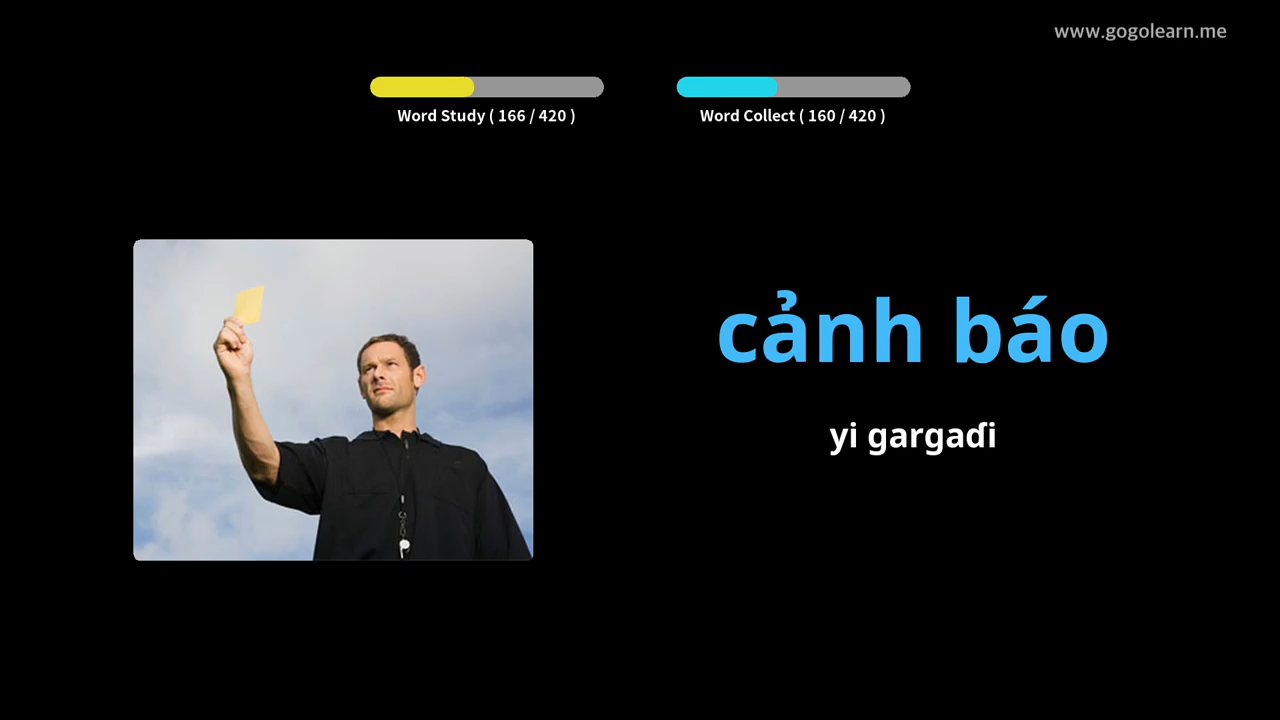 www.gogolearn.me
Word Study ( 166 / 420 )
Word Collect ( 160 / 420 )
cảnh báo
yi gargaɗi